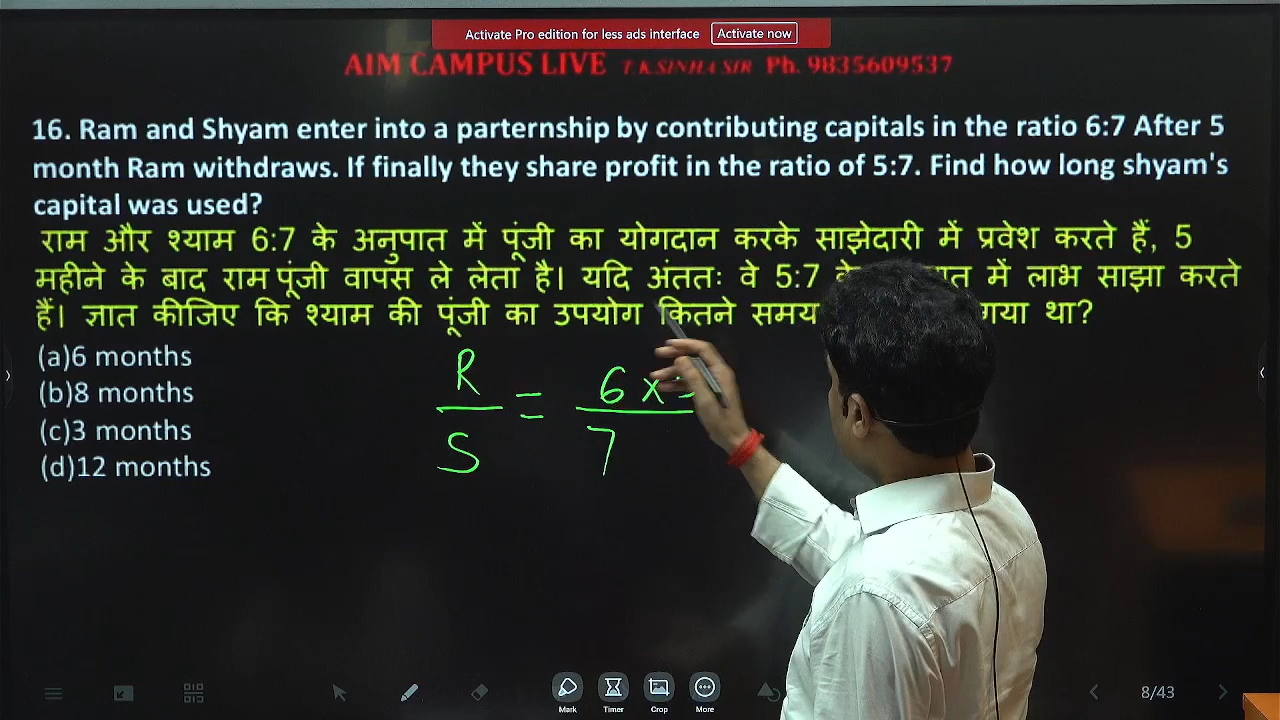 Activate Pro edition for less ads interface Activate now
AIM CAMPUS LIVE T.K.SINHA SIR Ph. 9835609537
16. Ram and Shyam enter into a parternship by contributing capitals in the ratio 6:7 After 5
month Ram withdraws. If finally they share profit in the ratio of 5:7. Find how long shyam's
capital was used?
राम और श्याम 6:7 के अनुपात में पूंजी का योगदान करके साझेदारी में प्रवेश करते हैं, 5
महीने के बाद राम पूंजी वापस ले लेता है। यदि अंततः वे 5:7 में लाभ साझा करते
हैं। ज्ञात कीजिए कि श्याम की पूंजी का उपयोग कितने गया था?
(a)6 months
(b)8 months
(c)3 months
(d)12 months
R
S
=
6 x
7
Mark Timer Crop More
8/43